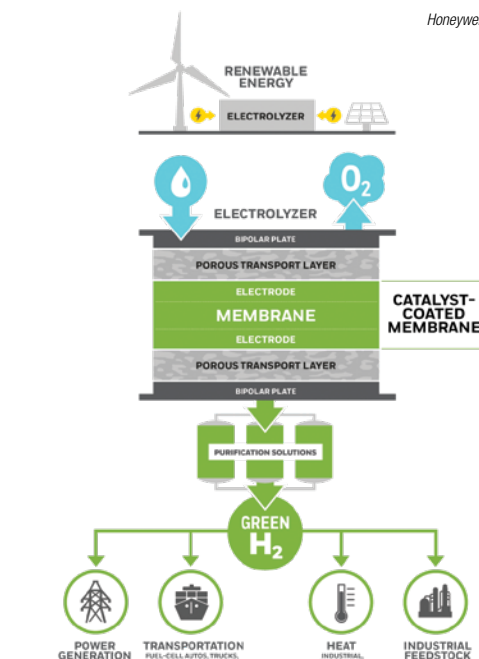 RENEWABLE
ENERGY
ELECTROLYZER
O2
ELECTROLYZER
BIPOLAR PLATE
POROUS TRANSPORT LAYER
ELECTRODE
MEMBRANE
ELECTRODE
POROUS TRANSPORT LAYER
BIPOLAR PLATE
CATALYST-
COATED
MEMBRANE
PURIFICATION SOLUTIONS
GREEN
H2
POWER
GENERATION
TRANSPORTATION
FUEL-CELL AUTOS, TRUCKS,
HEAT
INDUSTRIAL,
INDUSTRIAL
FEEDSTOCK